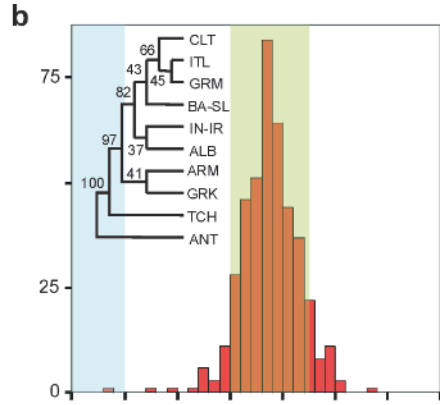 b
CLT
66
ITL
75
43
45
GRM
82
BA-SL
IN-IR
97
37
ALB
100
41
ARM
GRK
TCH
ANT
25
0